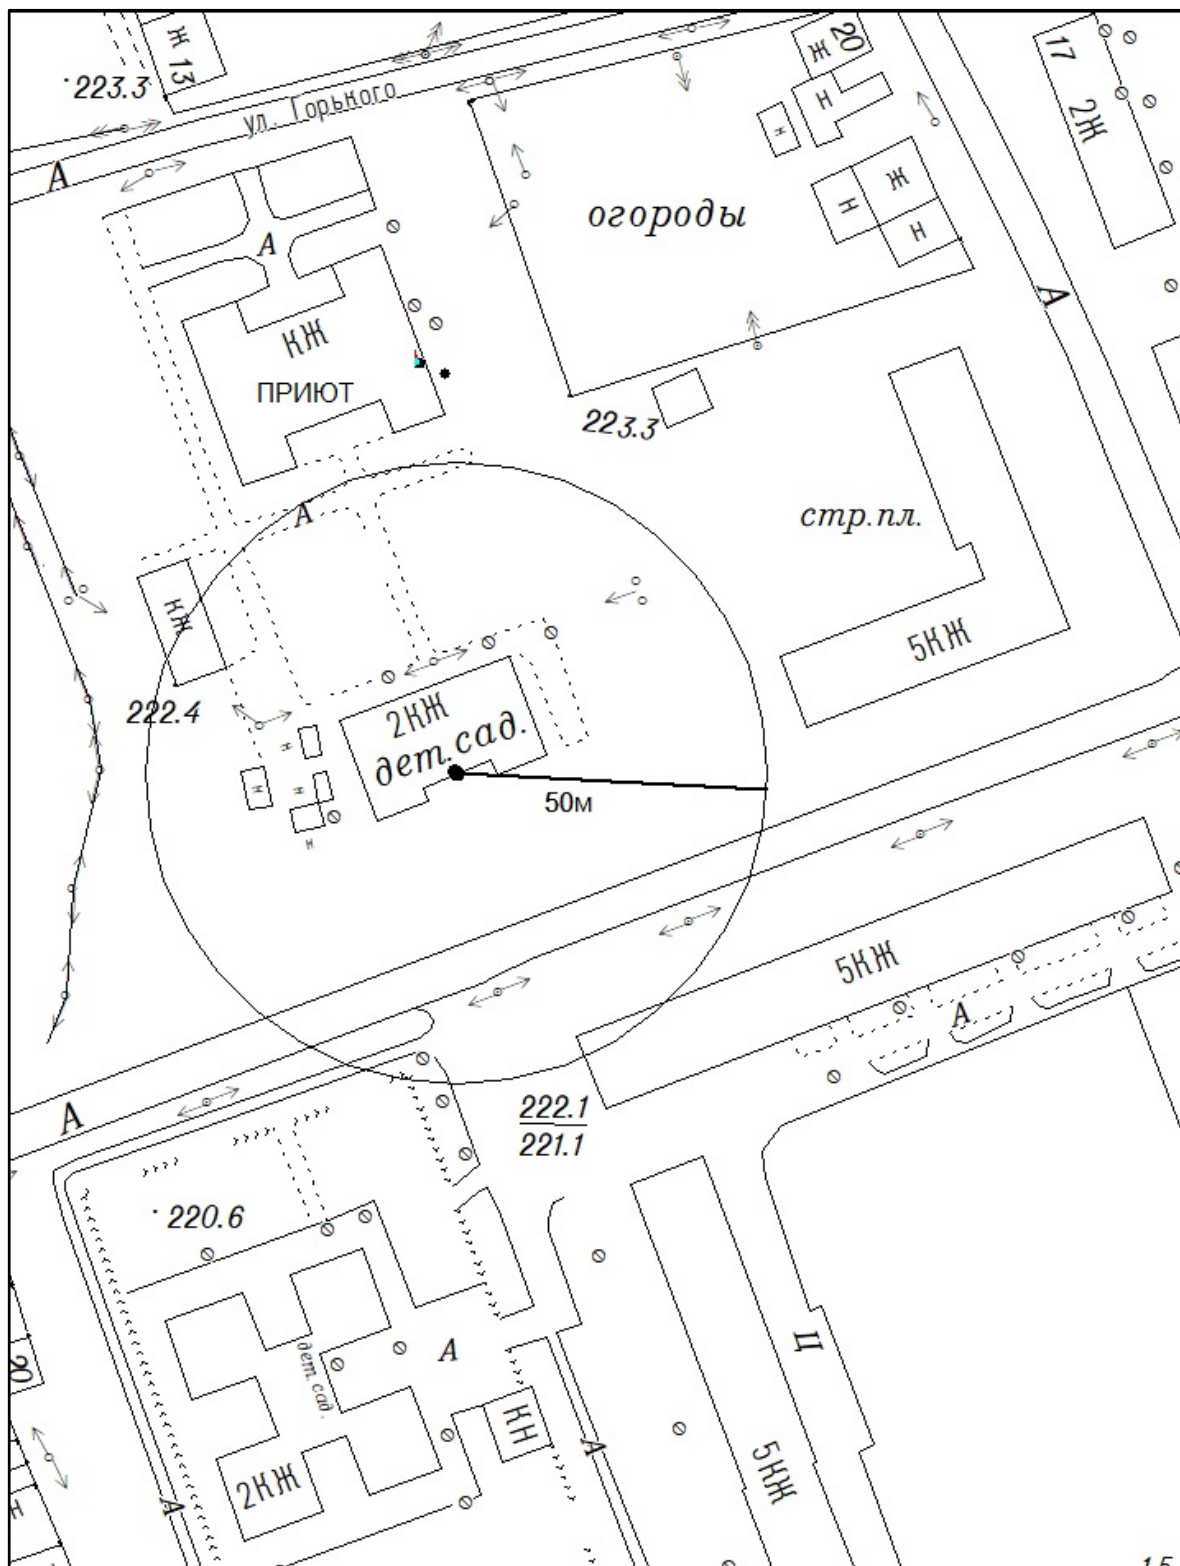 Ж 13
Ж 20
17
2Ж
223.3
ул. Горького
А
Н
н
Ж
Н
Н
огороды
А
А
КЖ
ПРИЮТ
223.3
стр.пл.
А
КЖ
5КЖ
222.4
2КЖ
дет.сад.
н
н
н
н
50м
5КЖ
А
А
222.1
221.1
220.6
А
дет.сад.
Ц
20
КН
А
2КЖ
5КЖ
А
Н